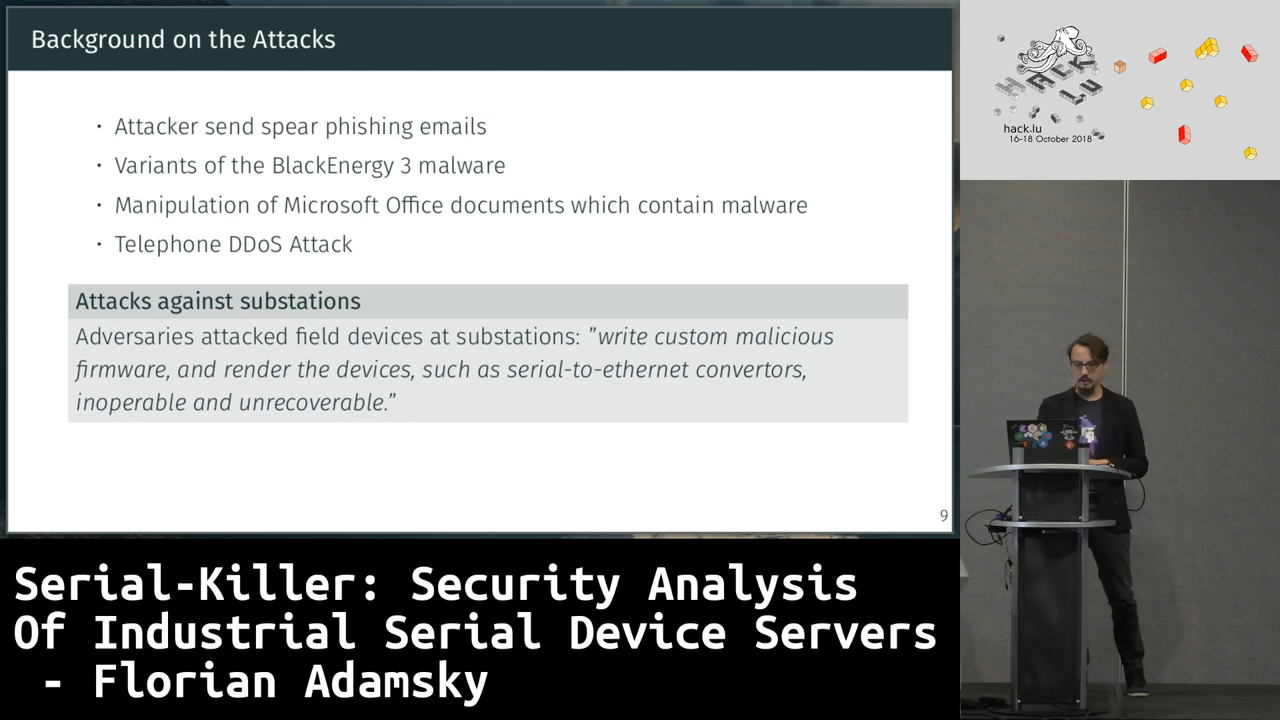 Background on the Attacks
• Attacker send spear phishing emails
• Variants of the BlackEnergy 3 malware
• Manipulation of Microsoft Office documents which contain malware
• Telephone DDoS Attack
Attacks against substations
Adversaries attacked field devices at substations: ”write custom malicious
firmware, and render the devices, such as serial-to-ethernet convertors,
inoperable and unrecoverable.”
9
HACK
LU
hack.lu
16-18 October 2018
Serial-Killer: Security Analysis
Of Industrial Serial Device Servers
- Florian Adamsky